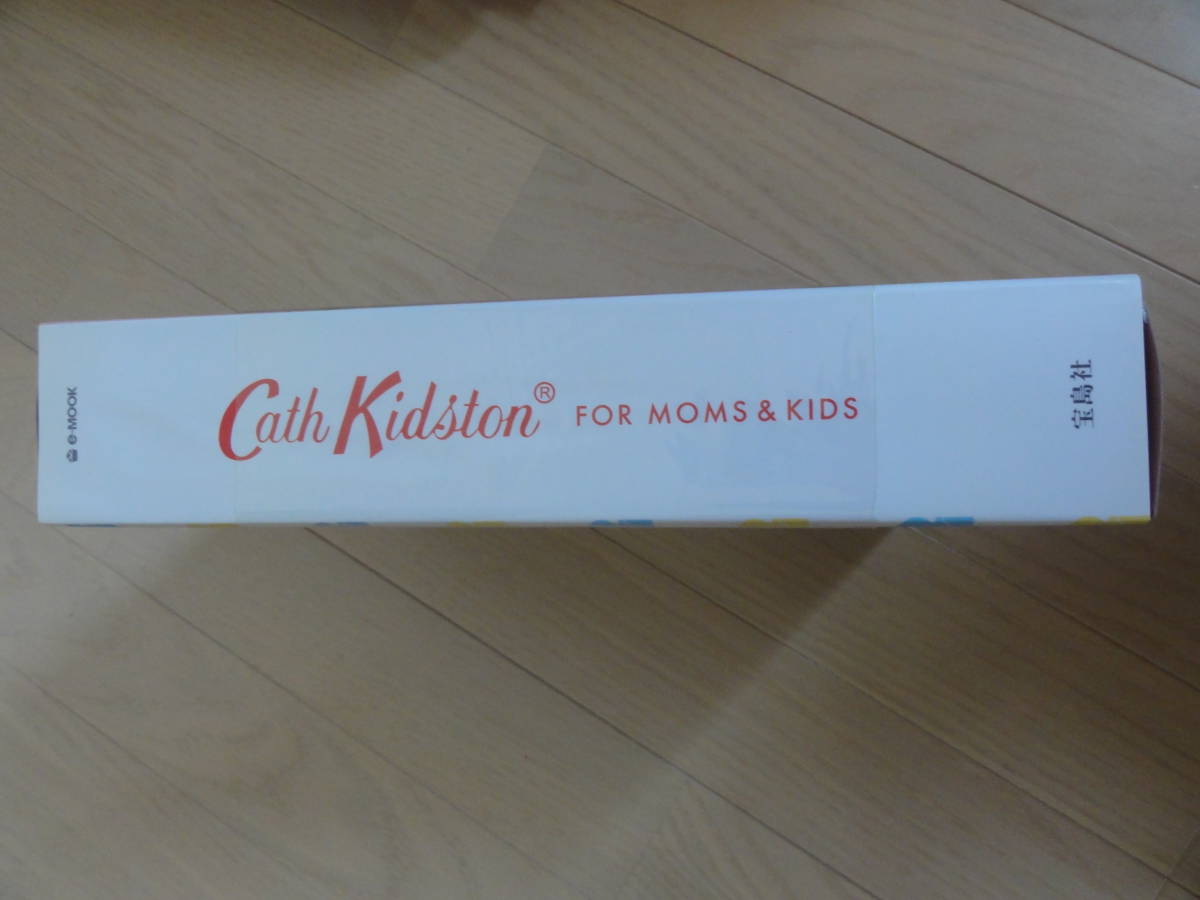 e-MOOK
Cath Kidston® FOR MOMS & KIDS
宝島社